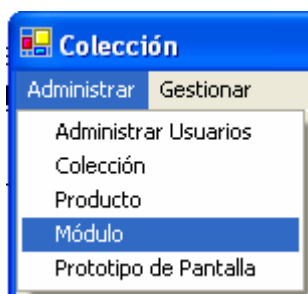 Colección
Administrar Gestionar
Administrar Usuarios
Colección
Producto
Módulo
Prototipo de Pantalla